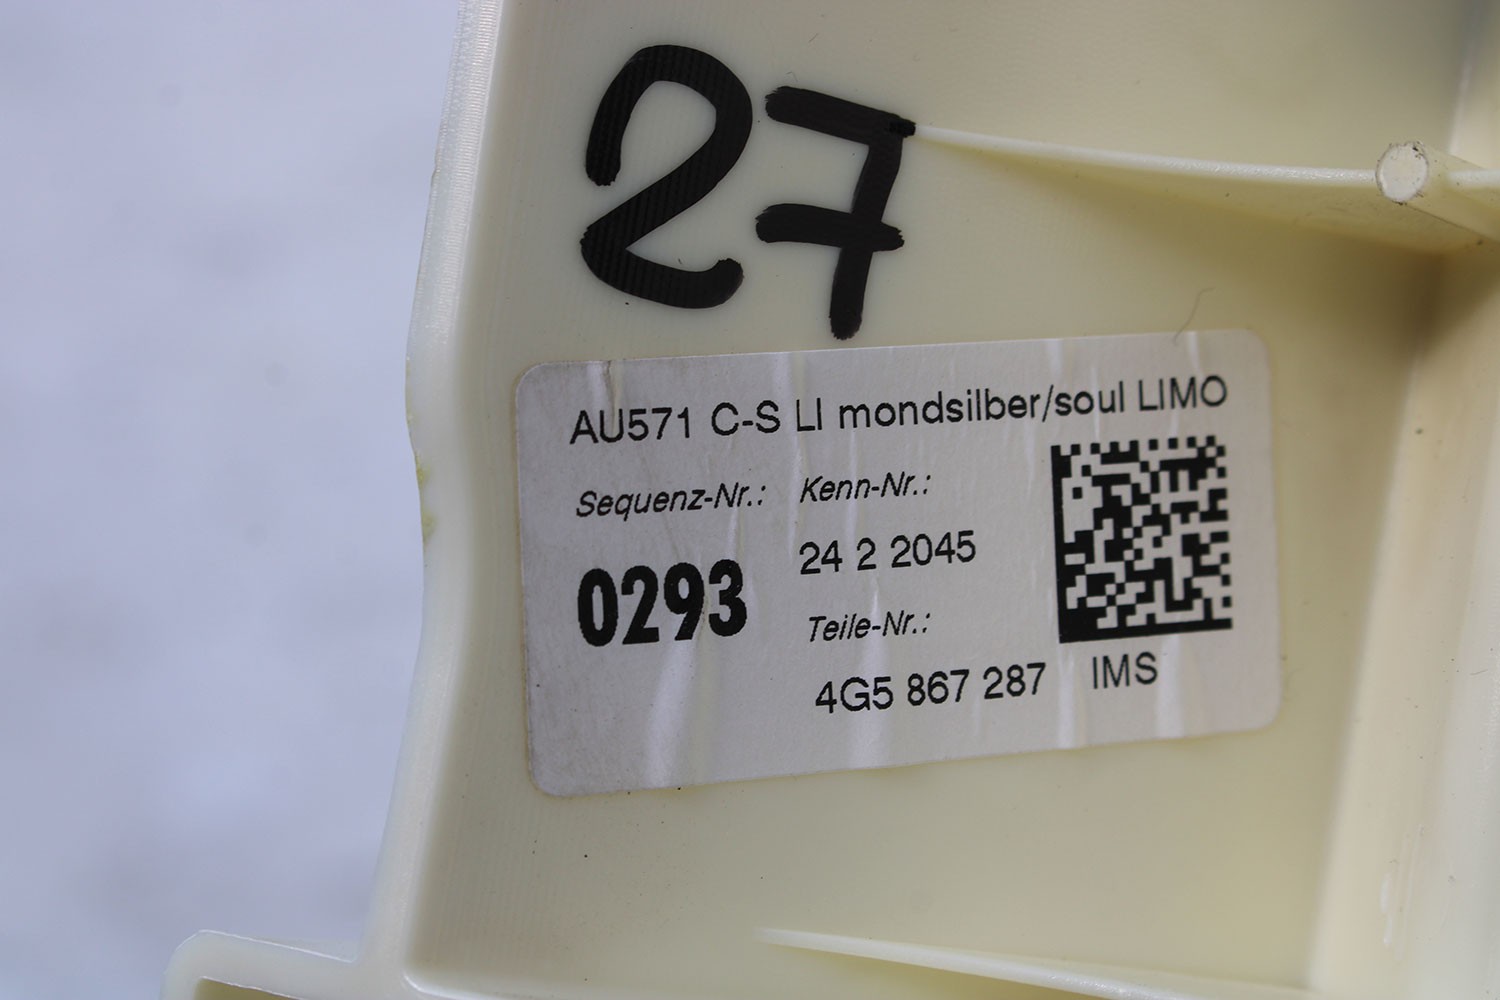 27
AU571 C-S LI mondsilber/soul LIMO
Sequenz-Nr.: Kenn-Nr.:
0293 24 2 2045
Teile-Nr.:
4G5 867 287 IMS